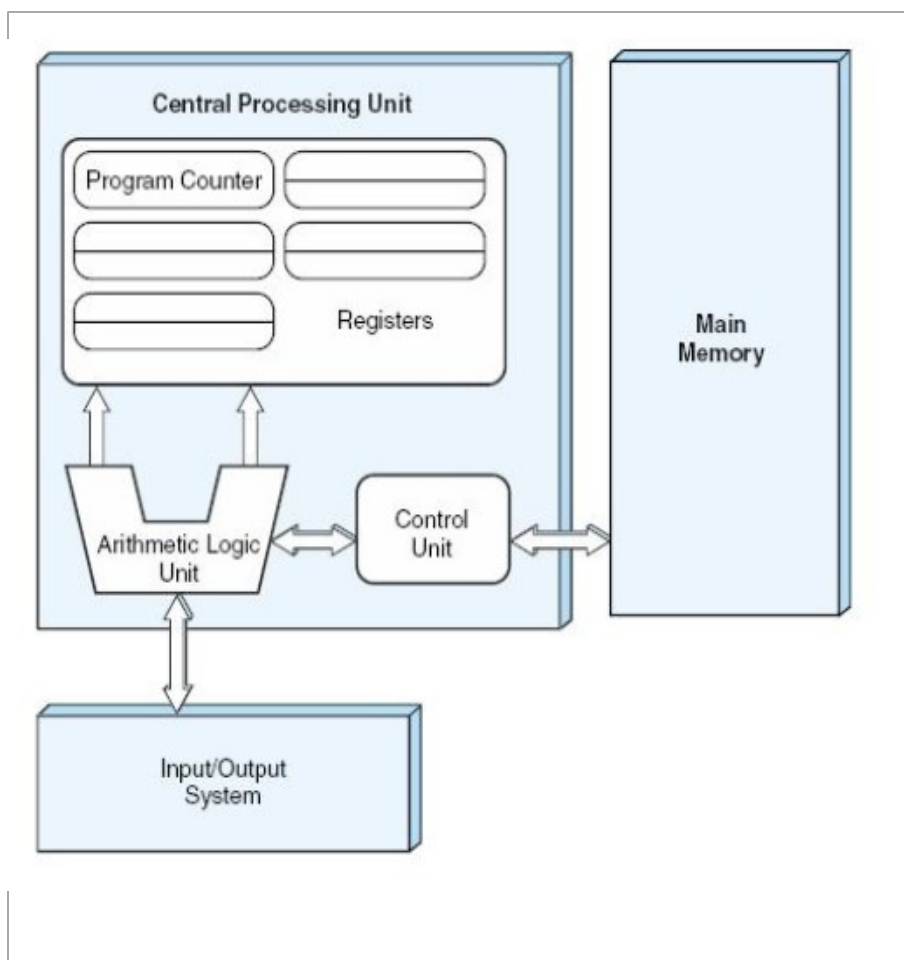 Central Processing Unit
Program Counter
Registers
Main
Memory
Arithmetic Logic
Unit
Control
Unit
Input/Output
System